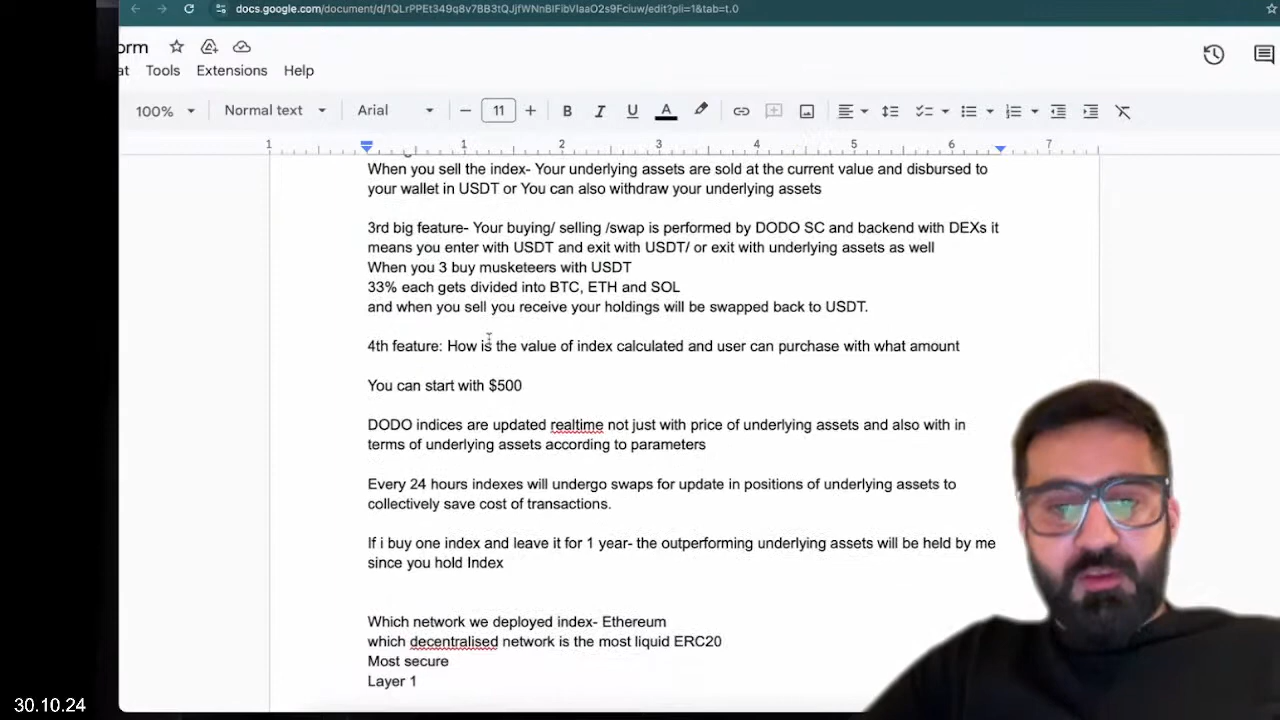 docs.google.com/document/d/1QLrPPEt349q8v7BB3tQJjfWNnBIFibVIaaO2s9Fciuw/edit?pli=1&tab=t.0
orm
at Tools Extensions Help
100% Normal text Arial 11
1 1 2 3 4 5 6 7
When you sell the index- Your underlying assets are sold at the current value and disbursed to
your wallet in USDT or You can also withdraw your underlying assets
3rd big feature- Your buying/ selling /swap is performed by DODO SC and backend with DEXs it
means you enter with USDT and exit with USDT/ or exit with underlying assets as well
When you 3 buy musketeers with USDT
33% each gets divided into BTC, ETH and SOL
and when you sell you receive your holdings will be swapped back to USDT.
4th feature: How is the value of index calculated and user can purchase with what amount
You can start with $500
DODO indices are updated realtime not just with price of underlying assets and also with in
terms of underlying assets according to parameters
Every 24 hours indexes will undergo swaps for update in positions of underlying assets to
collectively save cost of transactions.
If i buy one index and leave it for 1 year- the outperforming underlying assets will be held by me
since you hold Index
Which network we deployed index- Ethereum
which decentralised network is the most liquid ERC20
Most secure
Layer 1
30.10.24